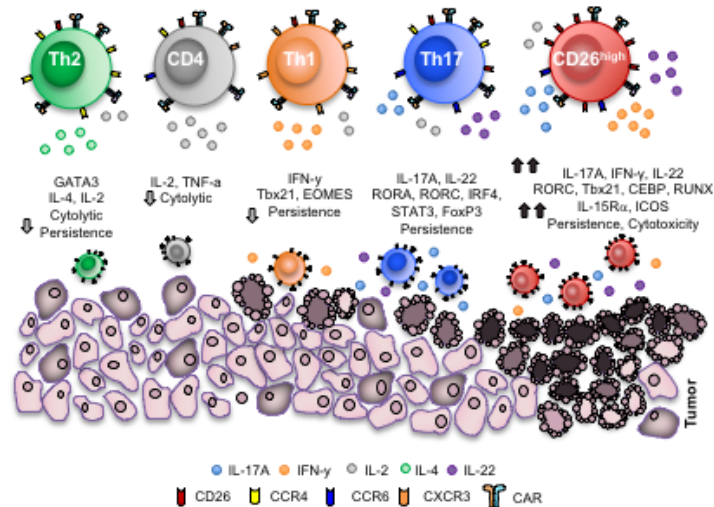 Th2 CD4 Th1 Th17 CD26high
GATA3
IL-4, IL-2
Cytolytic
Persistence
IL-2, TNF-a
Cytolytic
IFN-y
Tbx21, EOMES
Persistence
IL-17A, IL-22
RORA, RORC, IRF4,
STAT3, FoxP3
Persistence
IL-17A, IFN-γ, IL-22
RORC, Tbx21, CEBP, RUNX
IL-15Rα, ICOS
Persistence, Cytotoxicity
Tumor
IL-17A IFN-y IL-2 IL-4 IL-22
CD26 CCR4 CCR6 CXCR3 CAR